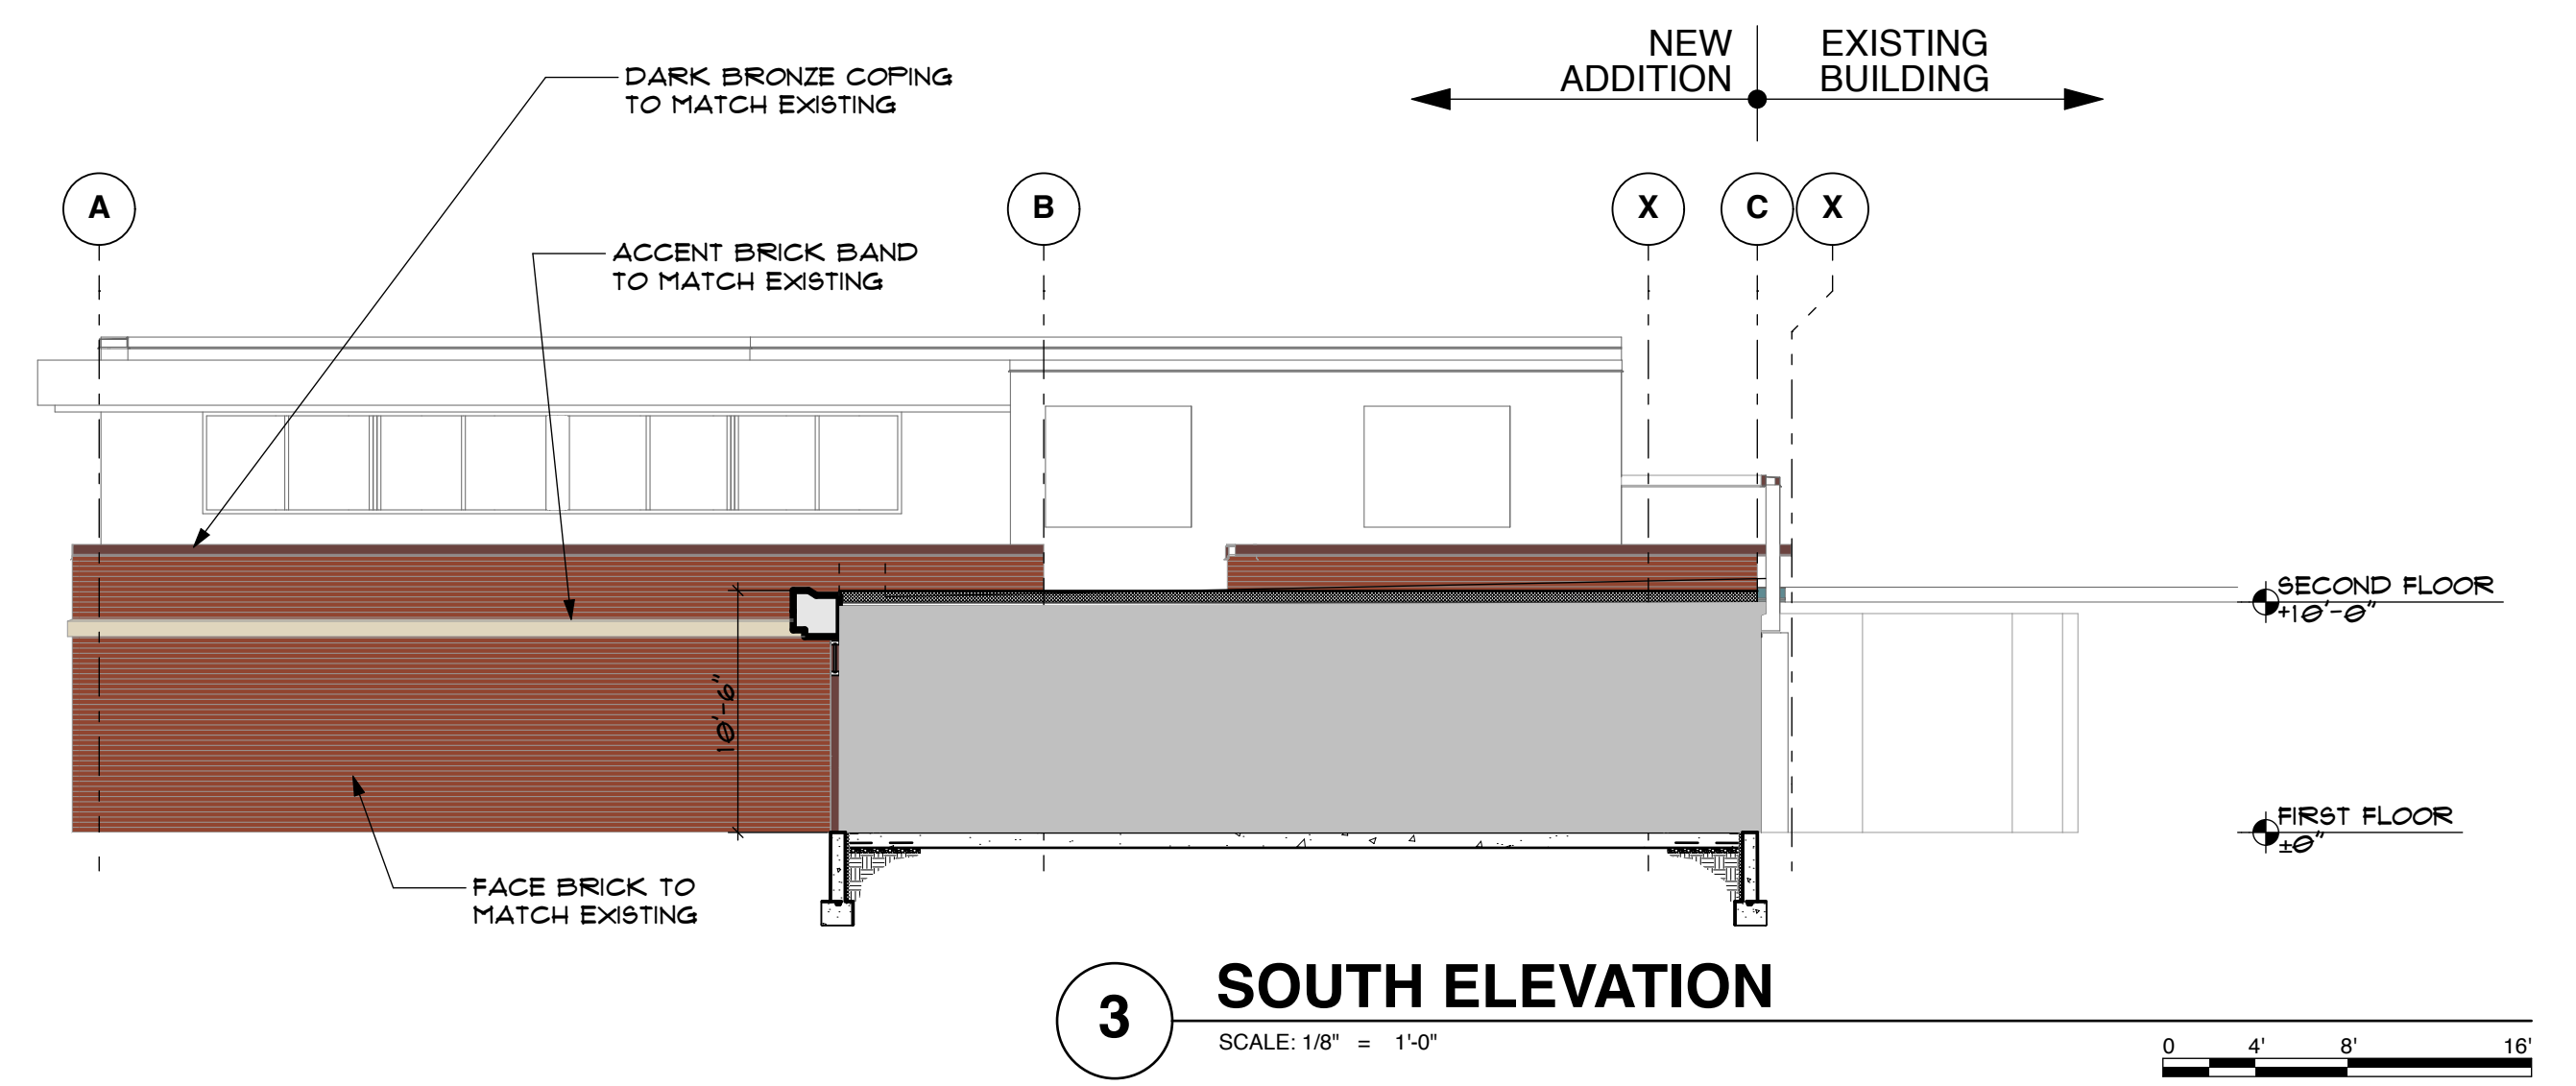 NEW
ADDITION
EXISTING
BUILDING
DARK BRONZE COPING
TO MATCH EXISTING
A
B
X
C
X
ACCENT BRICK BAND
TO MATCH EXISTING
SECOND FLOOR
+10'-0"
10'-6"
FIRST FLOOR
±0"
FACE BRICK TO
MATCH EXISTING
3
SOUTH ELEVATION
SCALE: 1/8" = 1'-0"
0 4' 8' 16'